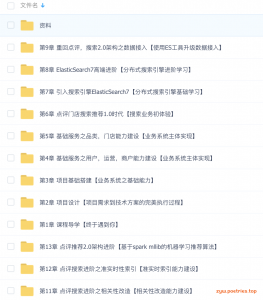 文件名
资料
第9章 重回点评，搜索2.0架构之数据接入【使用ES工具升级数据接入】
第8章 ElasticSearch7高端进阶【分布式搜索引擎进阶学习】
第7章 引入搜索引擎ElasticSearch7【分布式搜索引擎基础学习】
第6章 点评门店搜索推荐1.0时代【搜索业务初体验】
第5章 基础服务之品类，门店能力建设【业务系统主体实现】
第4章 基础服务之用户，运营，商户能力建设【业务系统主体实现】
第3章 项目基础搭建【业务系统之基础能力】
第2章 项目设计【项目需求到技术方案的完美执行过程】
第1章 课程导学【终于遇到你】
第13章 点评推荐2.0架构进阶【基于spark mllib的机器学习推荐算法】
第12章 点评搜索进阶之准实时性索引【准实时索引能力建设】
第11章 点评搜索进阶之相关性改造【相关性改造能力建设】